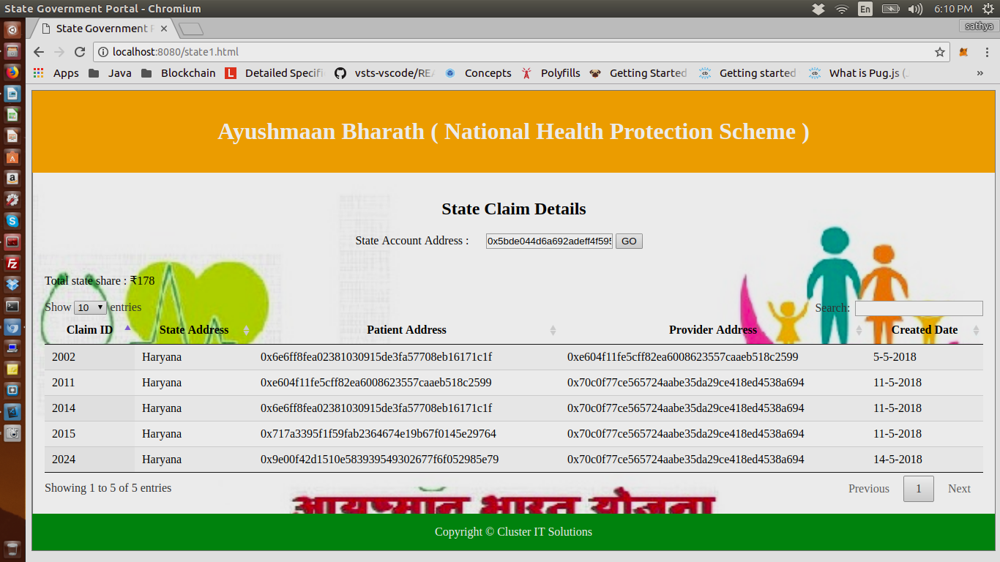 State Government Portal - Chromium
En
6:10 PM
State Government
sathya
localhost:8080/state1.html
Apps
Java
Blockchain
Detailed Specifi
vsts-vscode/REA
Concepts
Polyfills
Getting Started
Getting started
What is Pug.js (
»
Ayushmaan Bharath ( National Health Protection Scheme )
State Claim Details
State Account Address : 0x5bde044d6a692adeff4f595 GO
Total state share : ₹178
Show 10 entries
Search:
Claim ID State Address Patient Address Provider Address Created Date
2002 Haryana 0x6e6ff8fea02381030915de3fa57708eb16171c1f 0xe604f11fe5cff82ea6008623557caaeb518c2599 5-5-2018
2011 Haryana 0xe604f11fe5cff82ea6008623557caaeb518c2599 0x70c0f77ce565724aabe35da29ce418ed4538a694 11-5-2018
2014 Haryana 0x6e6ff8fea02381030915de3fa57708eb16171c1f 0x70c0f77ce565724aabe35da29ce418ed4538a694 11-5-2018
2015 Haryana 0x717a3395f1f59fab2364674e19b67f0145e29764 0x70c0f77ce565724aabe35da29ce418ed4538a694 11-5-2018
2024 Haryana 0x9e00f42d1510e583939549302677f6f052985e79 0x70c0f77ce565724aabe35da29ce418ed4538a694 14-5-2018
Showing 1 to 5 of 5 entries
Previous 1 Next
आयुष्मान भारत योजना
Copyright © Cluster IT Solutions